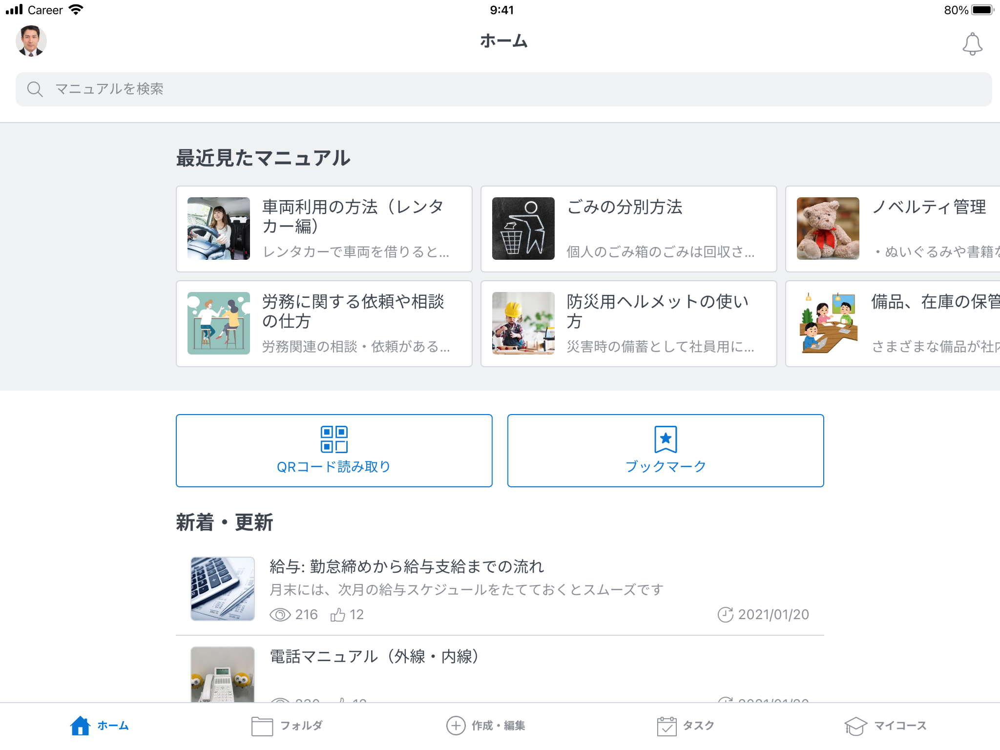 Career
9:41
80%
ホーム
マニュアルを検索
最近見たマニュアル
車両利用の方法（レンタ
カー編）
レンタカーで車両を借りると...
ごみの分別方法
個人のごみ箱のごみは回収さ...
ノベルティ管理
・ぬいぐるみや書籍な
労務に関する依頼や相談
の仕方
労務関連の相談・依頼がある...
防災用ヘルメットの使い
方
災害時の備蓄として社員用に...
備品、在庫の保管
さまざまな備品が社内
QRコード読み取り
ブックマーク
新着・更新
給与: 勤怠締めから給与支給までの流れ
月末には、次月の給与スケジュールをたてておくとスムーズです
216
12
2021/01/20
電話マニュアル（外線・内線）
2021/01/20
ホーム
フォルダ
作成・編集
タスク
マイコース